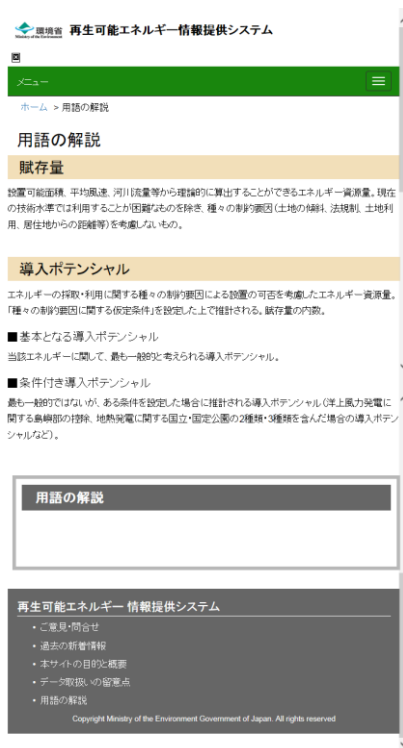 環境省 再生可能エネルギー情報提供システム
Ministry of the Environment
メニュー
ホーム > 用語の解説
用語の解説
賦存量
設置可能面積、平均風速、河川流量等から理論的に算出することができるエネルギー資源量。現在
の技術水準では利用することが困難なものを除き、種々の制約要因(土地の傾斜、法規制、土地利
用、居住地からの距離等)を考慮しないもの。
導入ポテンシャル
エネルギーの採取・利用に関する種々の制約要因による設置の可否を考慮したエネルギー資源量。
「種々の制約要因に関する仮定条件」を設定した上で推計される。賦存量の内数。
■基本となる導入ポテンシャル
当該エネルギーに関して、最も一般的と考えられる導入ポテンシャル。
■条件付き導入ポテンシャル
最も一般的ではないが、ある条件を設定した場合に推計される導入ポテンシャル(洋上風力発電に
関する島嶼部の控除、地熱発電に関する国立・国定公園の2種類・3種類を含んだ場合の導入ポテン
シャルなど)。
用語の解説
再生可能エネルギー 情報提供システム
・ご意見・問合せ
・過去の新着情報
・本サイトの目的と概要
・データ取扱いの留意点
・用語の解説
Copyright Ministry of the Environment Government of Japan. All rights reserved